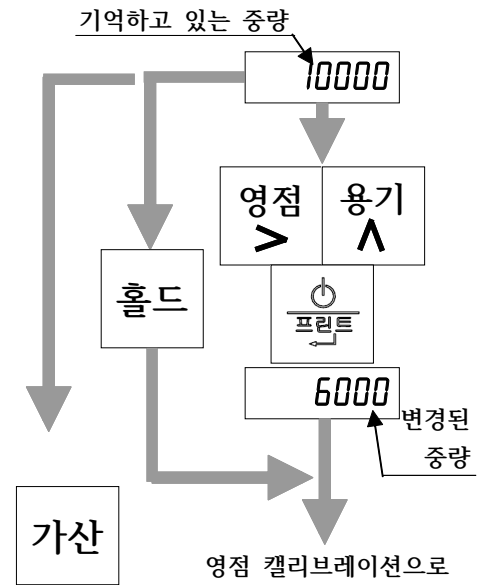 기억하고 있는 중량
10000
영점
용기
홀드
프린트
6000
변경된
중량
가산
영점 캘리브레이션으로